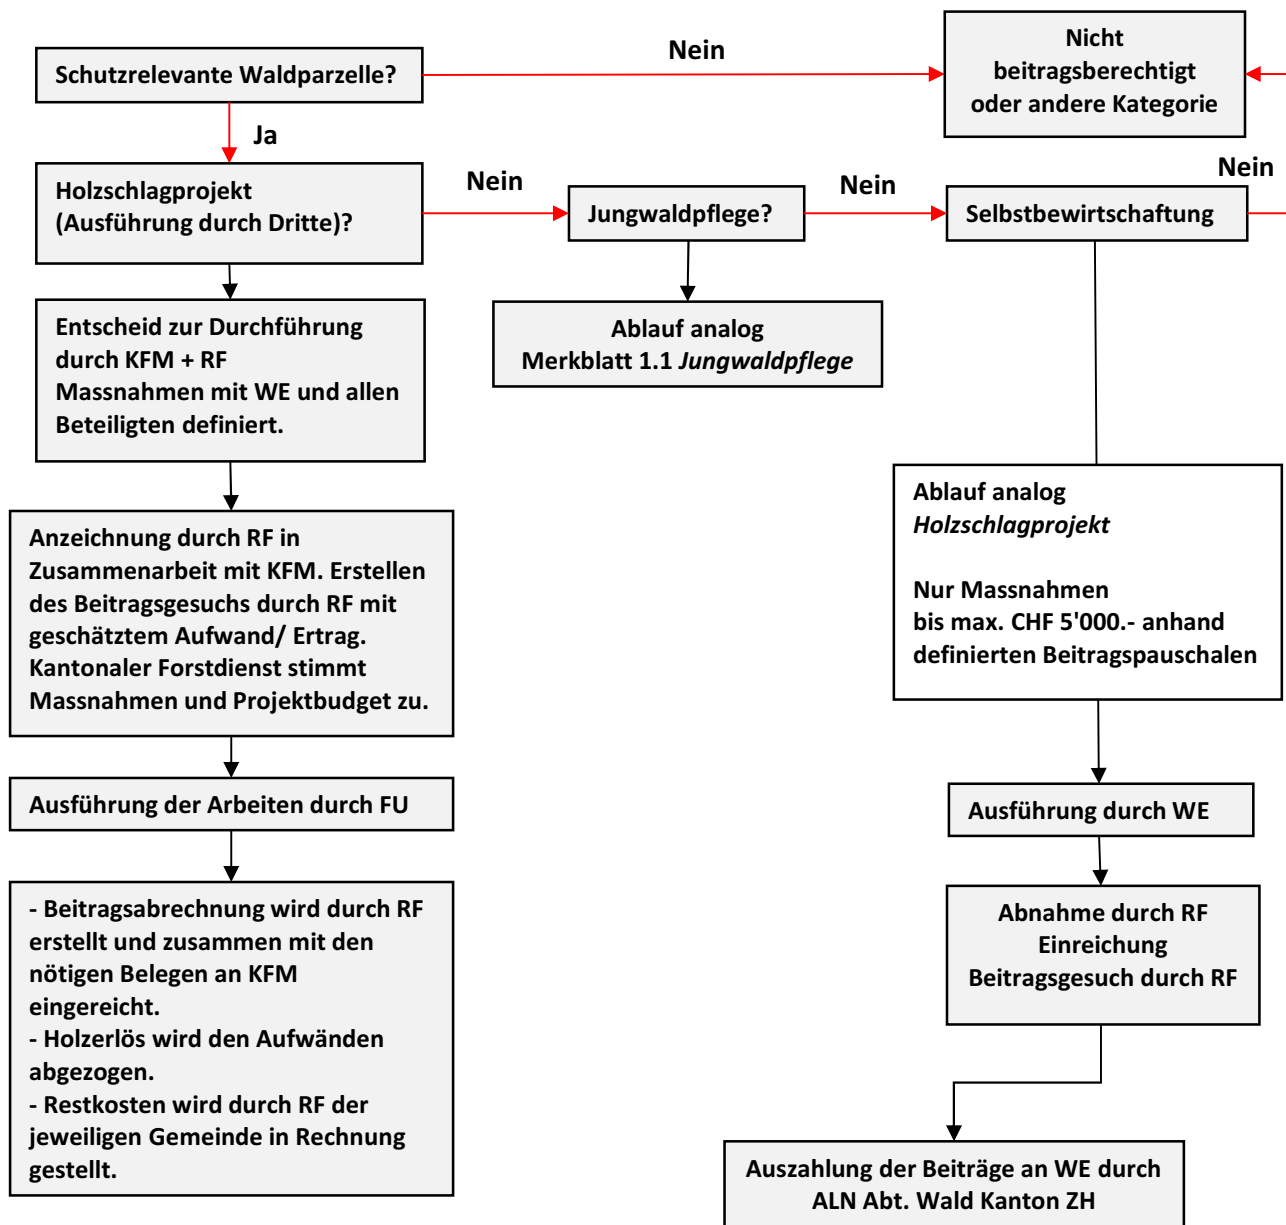 Schutzrelevante Waldparzelle?
Nein
Nicht
beitragsberechtigt
oder andere Kategorie
Ja
Holzschlagprojekt
(Ausführung durch Dritte)?
Nein
Jungwaldpflege?
Nein
Selbstbewirtschaftung
Nein
Entscheid zur Durchführung
durch KFM + RF
Massnahmen mit WE und allen
Beteiligten definiert.
Ablauf analog
Merkblatt 1.1 Jungwaldpflege
Anzeichnung durch RF in
Zusammenarbeit mit KFM. Erstellen
des Beitragsgesuchs durch RF mit
geschätztem Aufwand/ Ertrag.
Kantonaler Forstdienst stimmt
Massnahmen und Projektbudget zu.
Ablauf analog
Holzschlagprojekt
Nur Massnahmen
bis max. CHF 5'000.- anhand
definierten Beitragspauschalen
Ausführung der Arbeiten durch FU
Ausführung durch WE
- Beitragsabrechnung wird durch RF
erstellt und zusammen mit den
nötigen Belegen an KFM
eingereicht.
- Holzerlös wird den Aufwänden
abgezogen.
- Restkosten wird durch RF der
jeweiligen Gemeinde in Rechnung
gestellt.
Abnahme durch RF
Einreichung
Beitragsgesuch durch RF
Auszahlung der Beiträge an WE durch
ALN Abt. Wald Kanton ZH